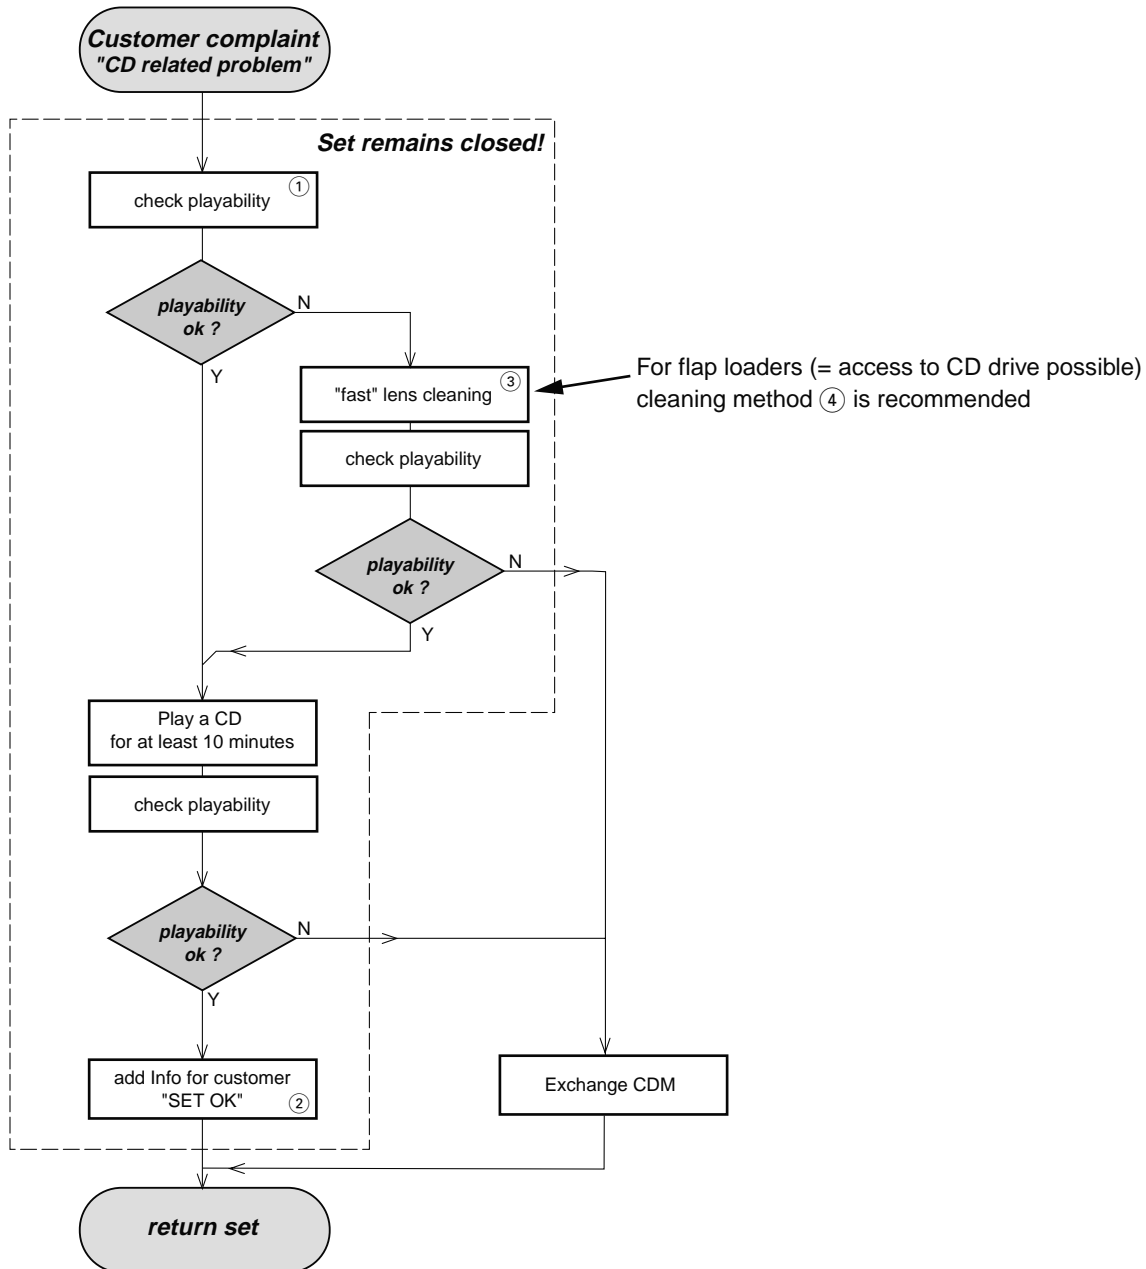 Customer complaint
"CD related problem"
Set remains closed!
check playability ①
playability
ok ?
N
Y
"fast" lens cleaning ③
For flap loaders (= access to CD drive possible)
cleaning method ④ is recommended
check playability
playability
ok ?
N
Y
Play a CD
for at least 10 minutes
check playability
playability
ok ?
N
Y
add Info for customer
"SET OK" ②
Exchange CDM
return set